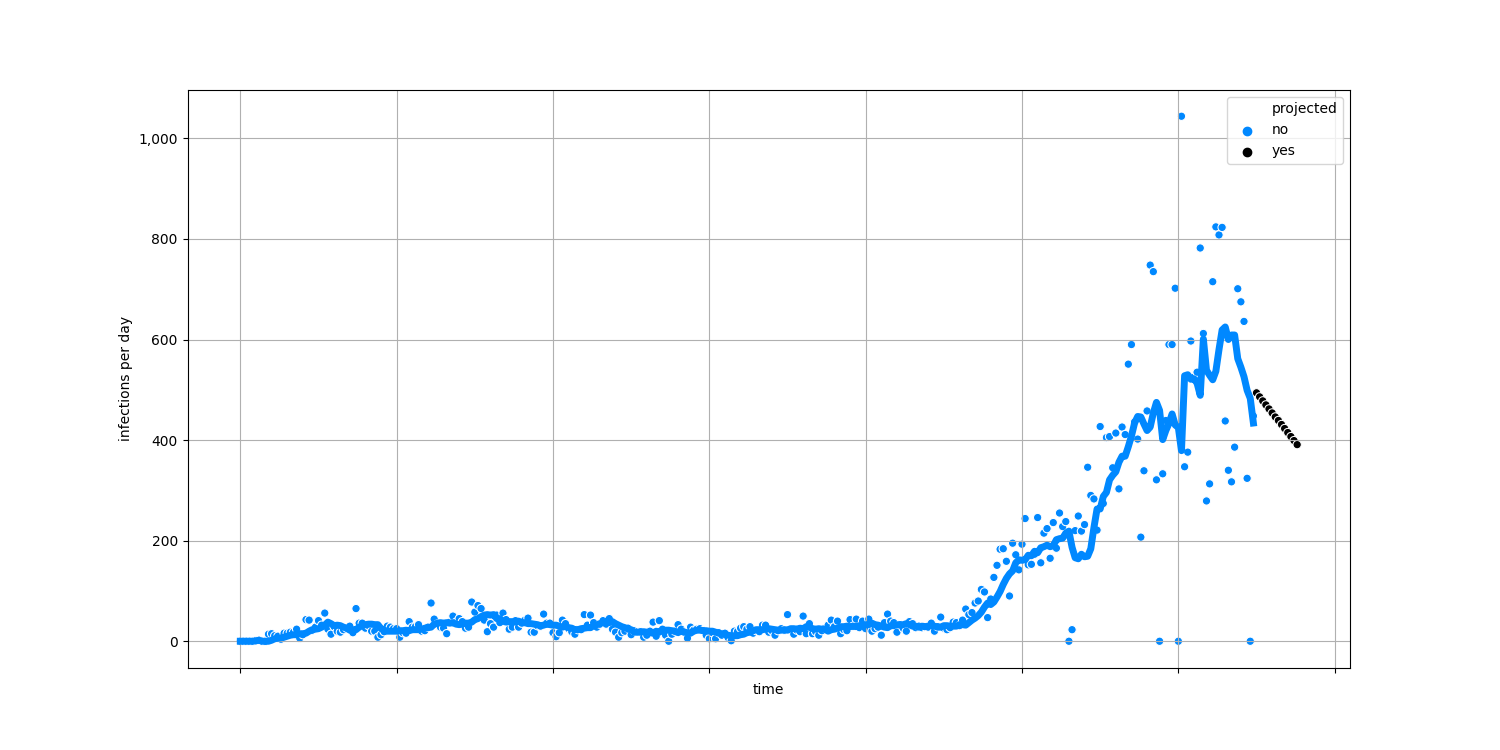 projected
no
yes
1,000
800
600
400
200
0
infections per day
time